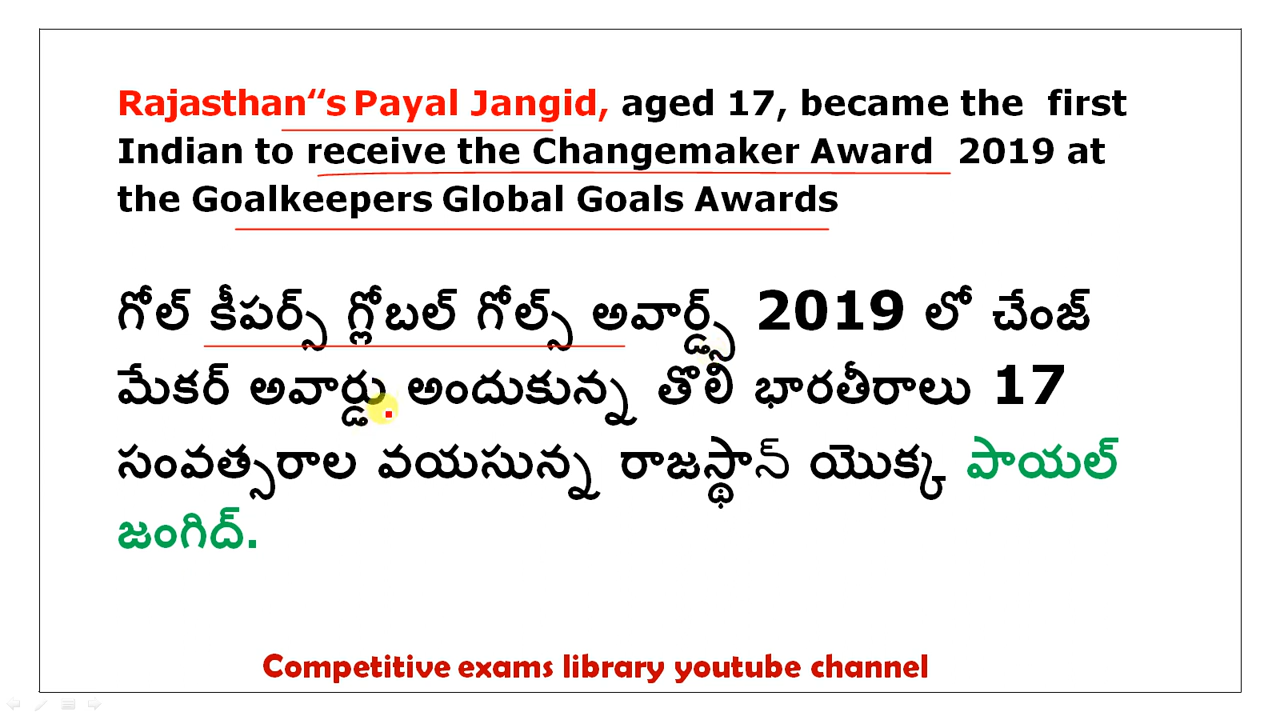 Rajasthan“s Payal Jangid, aged 17, became the first
Indian to receive the Changemaker Award 2019 at
the Goalkeepers Global Goals Awards
గోల్ కీపర్స్ గ్లోబల్ గోల్స్ అవార్డ్స్ 2019 లో చేంజ్
మేకర్ అవార్డు అందుకున్న తొలి భారతీరాలు 17
సంవత్సరాల వయసున్న రాజస్థాన్ యొక్క పాయల్
జంగిద్.
Competitive exams library youtube channel